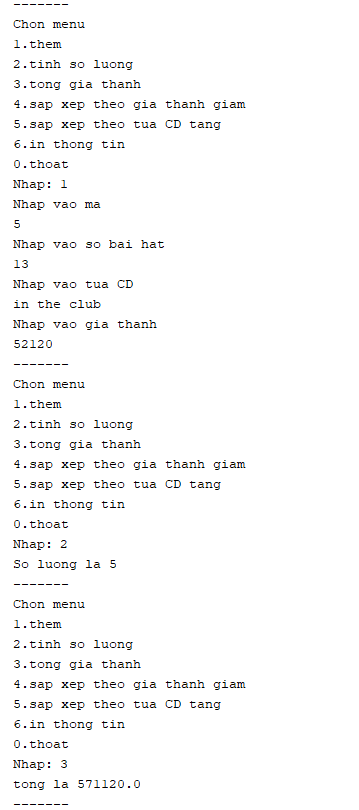 -------
Chon menu
1.them
2.tinh so luong
3.tong gia thanh
4.sap xep theo gia thanh giam
5.sap xep theo tua CD tang
6.in thong tin
0.thoat
Nhap: 1
Nhap vao ma
5
Nhap vao so bai hat
13
Nhap vao tua CD
in the club
Nhap vao gia thanh
52120
-------
Chon menu
1.them
2.tinh so luong
3.tong gia thanh
4.sap xep theo gia thanh giam
5.sap xep theo tua CD tang
6.in thong tin
0.thoat
Nhap: 2
So luong la 5
-------
Chon menu
1.them
2.tinh so luong
3.tong gia thanh
4.sap xep theo gia thanh giam
5.sap xep theo tua CD tang
6.in thong tin
0.thoat
Nhap: 3
tong la 571120.0
-------